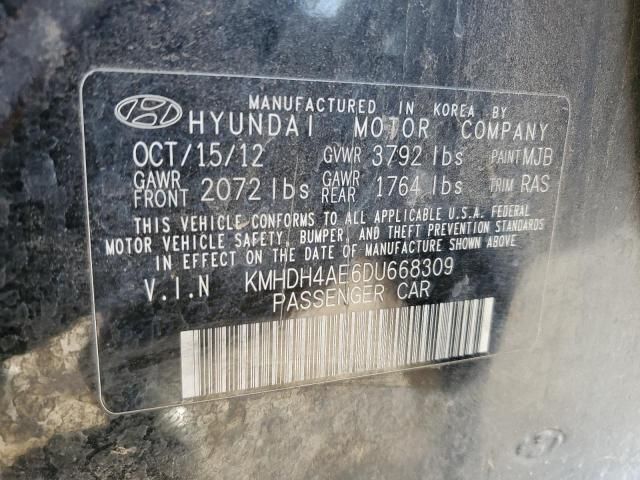 MANUFACTURED IN KOREA BY
HYUNDAI MOTOR COMPANY
OCT/15/12 GVWR 3792 lbs PAINT MJB
GAWR FRONT 2072 lbs GAWR REAR 1764 lbs TRIM RAS
THIS VEHICLE CONFORMS TO ALL APPLICABLE U.S.A. FEDERAL
MOTOR VEHICLE SAFETY, BUMPER, AND THEFT PREVENTION STANDARDS
IN EFFECT ON THE DATE OF MANUFACTURE SHOWN ABOVE.
V.I.N KMHDH4AE6DU668309
PASSENGER CAR